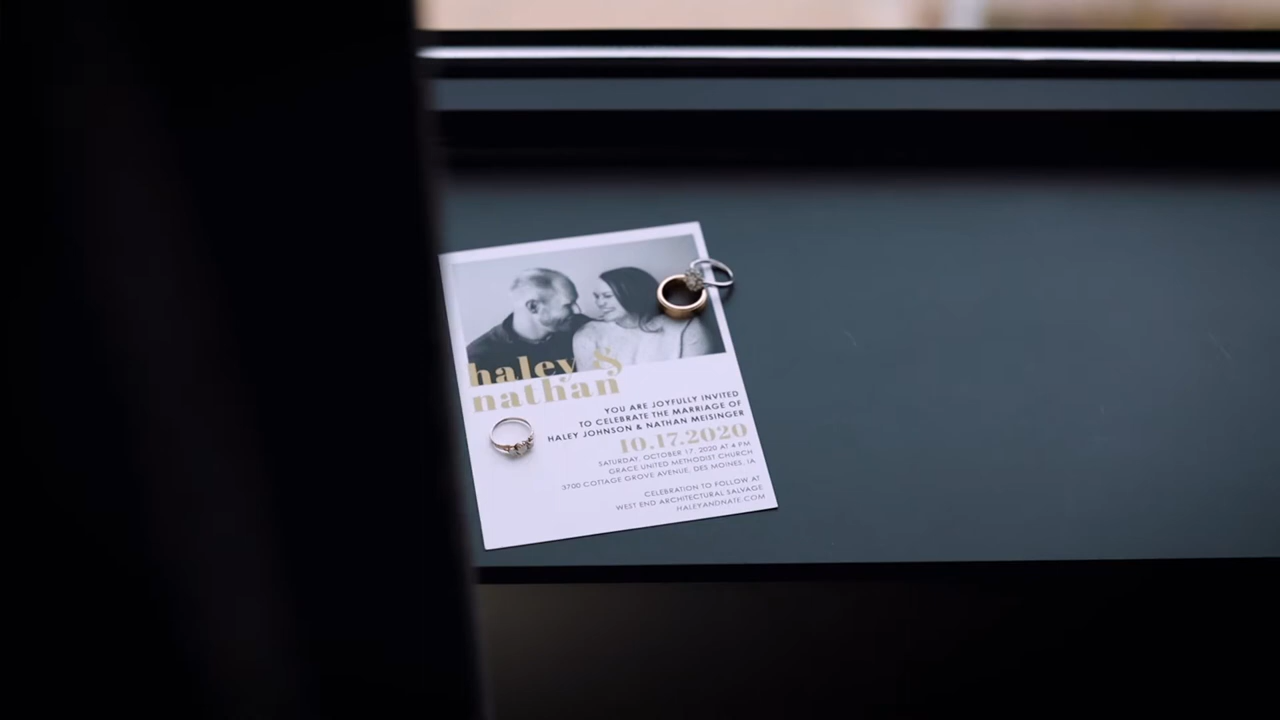 haley &
nathan
YOU ARE JOYFULLY INVITED
TO CELEBRATE THE MARRIAGE OF
HALEY JOHNSON & NATHAN MEISINGER
10.17.2020
SATURDAY, OCTOBER 17, 2020 AT 4 PM
GRACE UNITED METHODIST CHURCH
3700 COTTAGE GROVE AVENUE, DES MOINES, IA
CELEBRATION TO FOLLOW AT
WEST END ARCHITECTURAL SALVAGE
HALEYANDNATE.COM